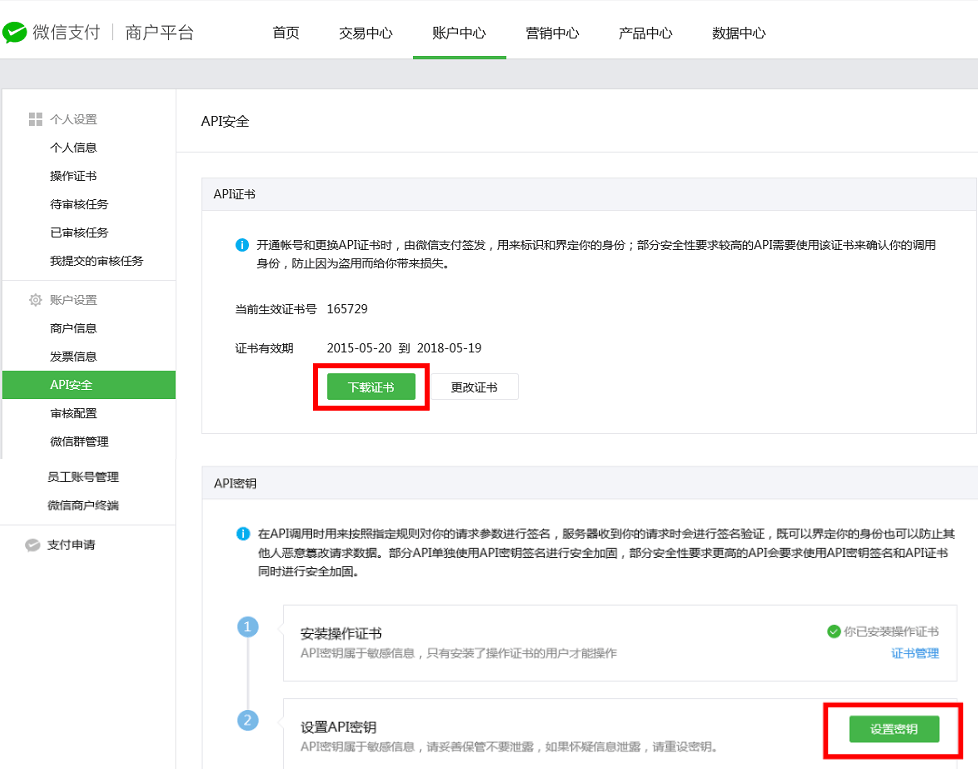 微信支付 商户平台 首页 交易中心 账户中心 营销中心 产品中心 数据中心
个人设置
个人信息
操作证书
待审核任务
已审核任务
我提交的审核任务
账户设置
商户信息
发票信息
API安全
审核配置
微信群管理
员工账号管理
微信商户终端
支付申请
API安全
API证书
开通帐号和更换API证书时，由微信支付签发，用来标识和界定你的身份；部分安全性要求较高的API需要使用该证书来确认你的调用
身份，防止因为盗用而给你带来损失。
当前生效证书号 165729
证书有效期 2015-05-20 到 2018-05-19
下载证书 更改证书
API密钥
在API调用时用来按照指定规则对你的请求参数进行签名，服务器收到你的请求时会进行签名验证，既可以界定你的身份也可以防止其
他人恶意篡改请求数据。部分API单独使用API密钥签名进行安全加固，部分安全性要求更高的API会要求使用API密钥签名和API证书
同时进行安全加固。
1
安装操作证书
API密钥属于敏感信息，只有安装了操作证书的用户才能操作
你已安装操作证书
证书管理
2
设置API密钥
API密钥属于敏感信息，请妥善保管不要泄露，如果怀疑信息泄露，请重设密钥。
设置密钥